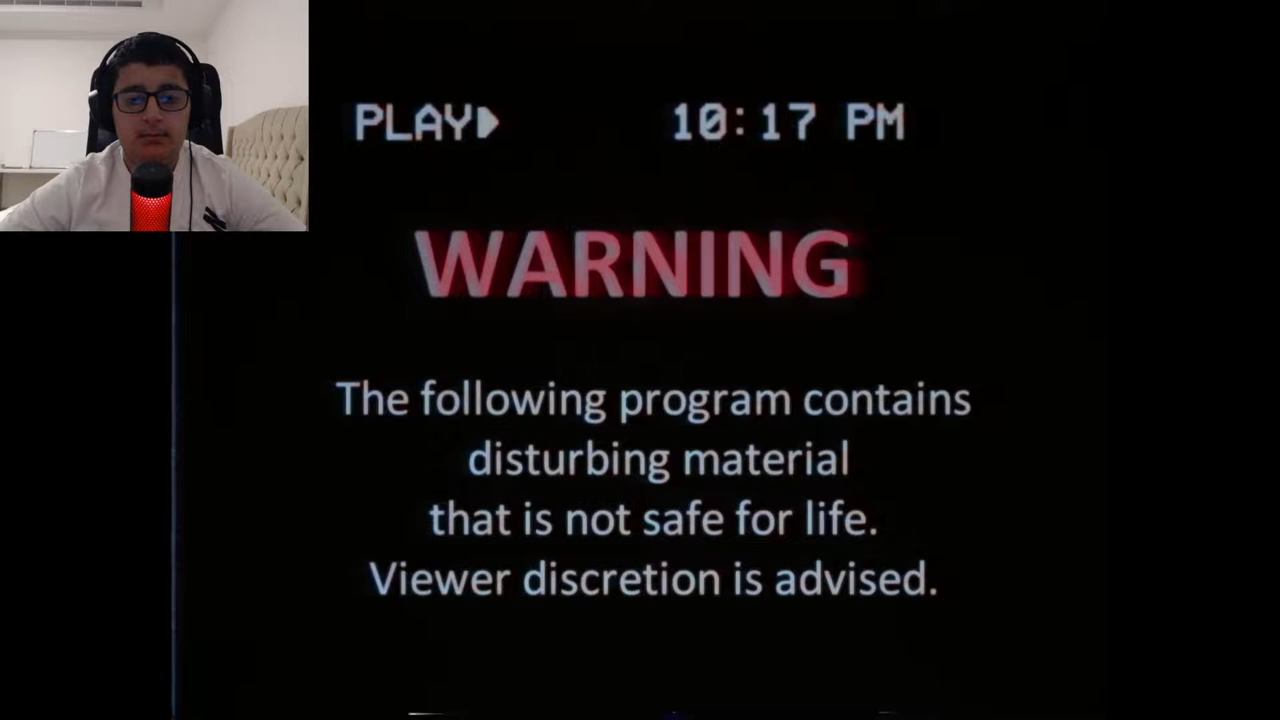 PLAY▶ 10:17 PM
WARNING
The following program contains
disturbing material
that is not safe for life.
Viewer discretion is advised.